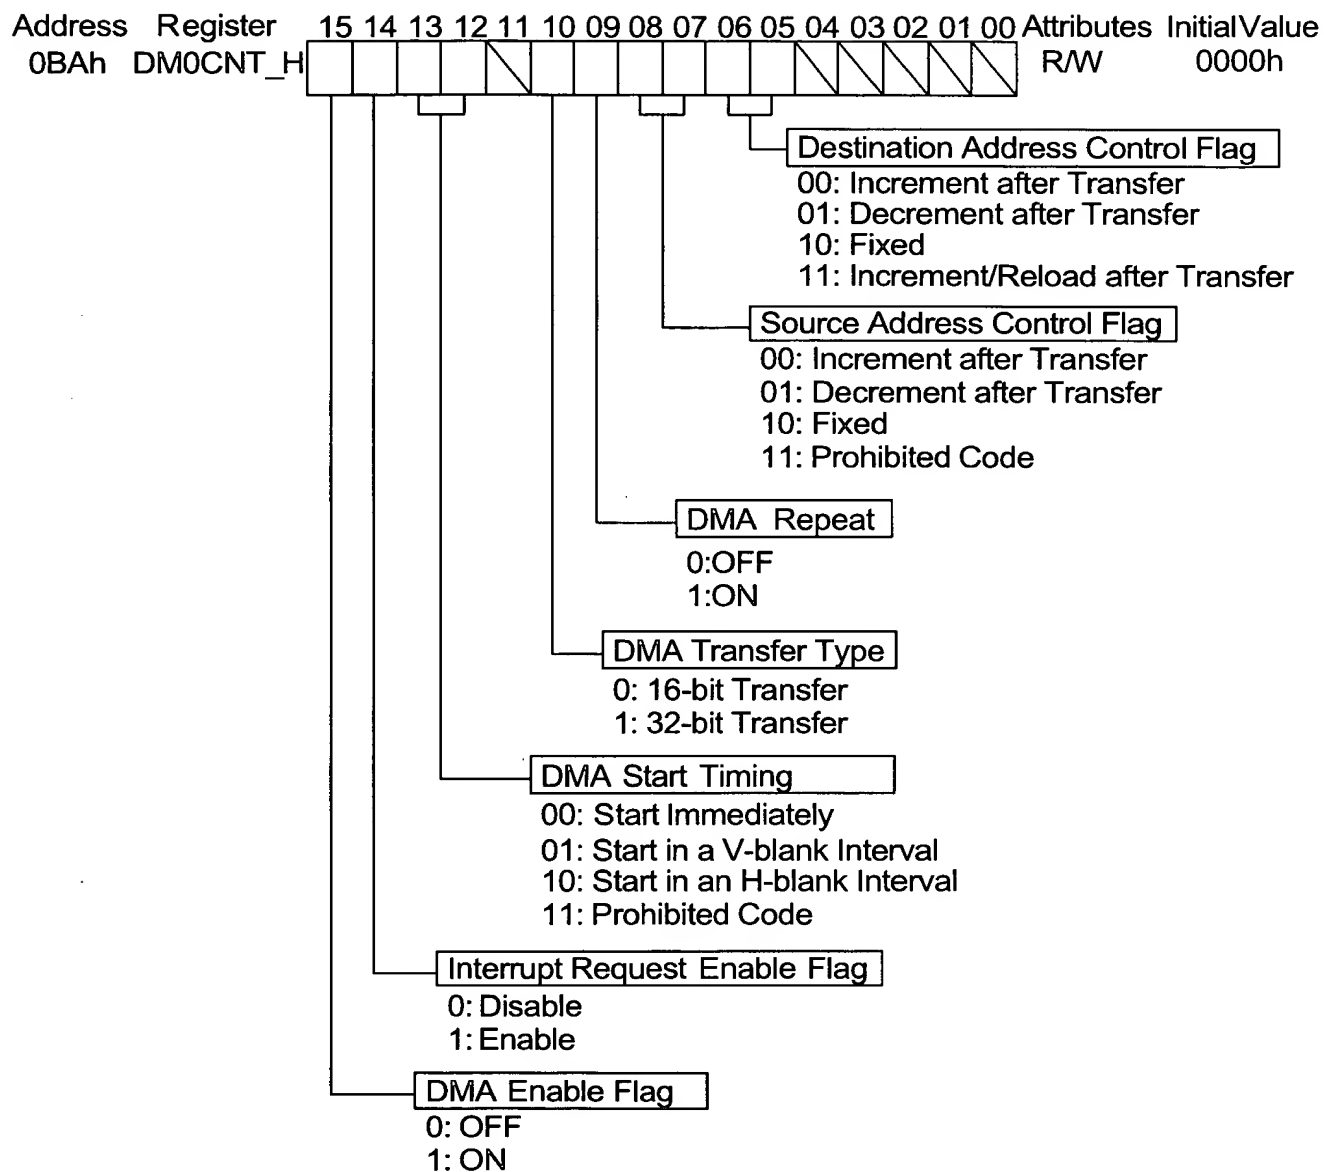 Address Register 15 14 13 12 11 10 09 08 07 06 05 04 03 02 01 00 Attributes Initial Value
0BAh DM0CNT_H R/W 0000h
Destination Address Control Flag
00: Increment after Transfer
01: Decrement after Transfer
10: Fixed
11: Increment/Reload after Transfer
Source Address Control Flag
00: Increment after Transfer
01: Decrement after Transfer
10: Fixed
11: Prohibited Code
DMA Repeat
0:OFF
1:ON
DMA Transfer Type
0: 16-bit Transfer
1: 32-bit Transfer
DMA Start Timing
00: Start Immediately
01: Start in a V-blank Interval
10: Start in an H-blank Interval
11: Prohibited Code
Interrupt Request Enable Flag
0: Disable
1: Enable
DMA Enable Flag
0: OFF
1: ON